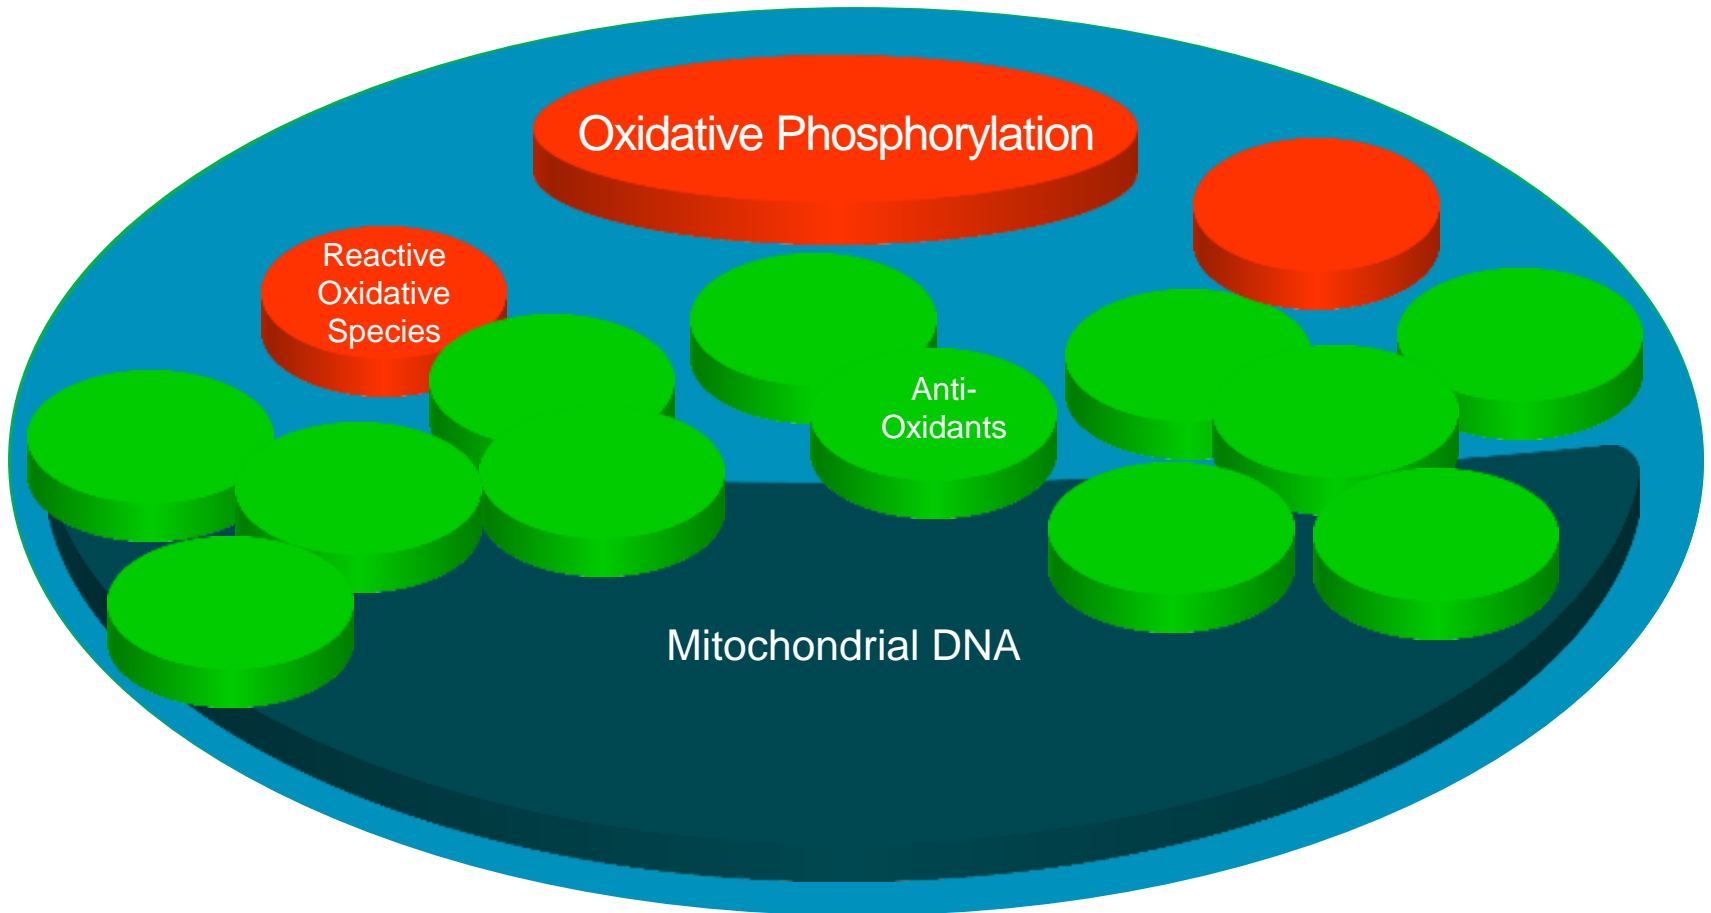 Oxidative Phosphorylation
Reactive
Oxidative
Species
Anti-
Oxidants
Mitochondrial DNA